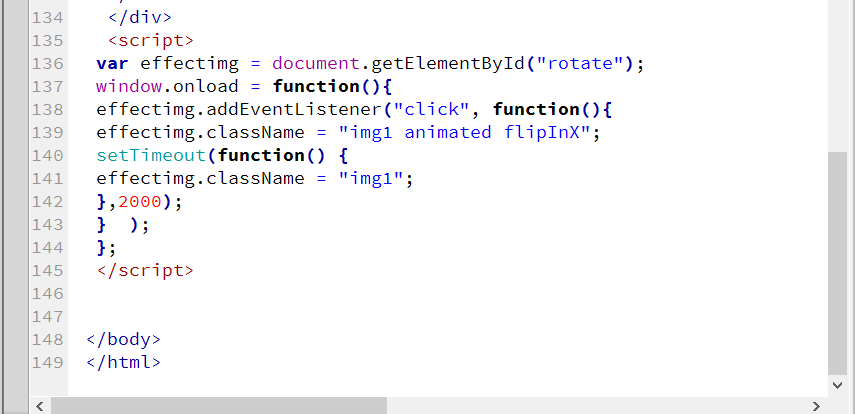 134 </div>
135 <script>
136 var effectimg = document.getElementById("rotate");
137 window.onload = function(){
138 effectimg.addEventListener("click", function(){
139 effectimg.className = "img1 animated flipInX";
140 setTimeout(function() {
141 effectimg.className = "img1";
142 },2000);
143 }  );
144 };
145 </script>
146
147
148 </body>
149 </html>